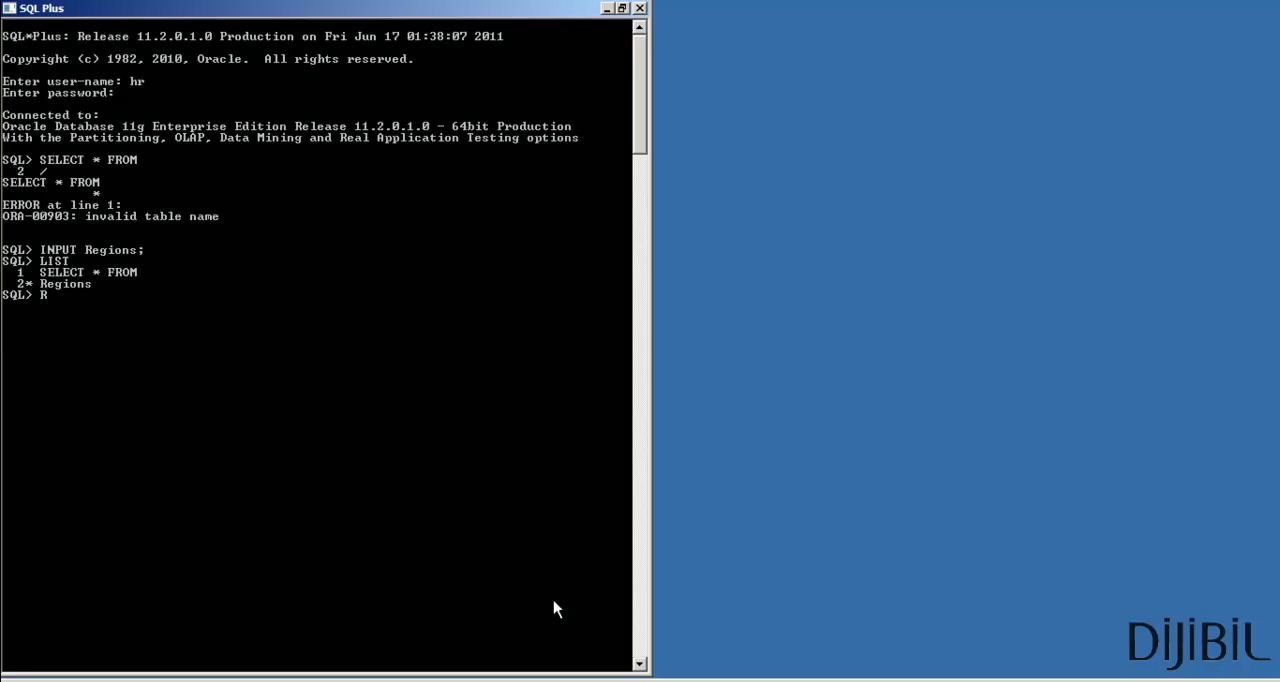 SQL Plus
SQL*Plus: Release 11.2.0.1.0 Production on Fri Jun 17 01:38:07 2011
Copyright (c) 1982, 2010, Oracle.  All rights reserved.
Enter user-name: hr
Enter password:
Connected to:
Oracle Database 11g Enterprise Edition Release 11.2.0.1.0 - 64bit Production
With the Partitioning, OLAP, Data Mining and Real Application Testing options
SQL> SELECT * FROM
  2  /
SELECT * FROM
             *
ERROR at line 1:
ORA-00903: invalid table name
SQL> INPUT Regions;
SQL> LIST
  1  SELECT * FROM
  2* Regions
SQL> R
DiJiBiL